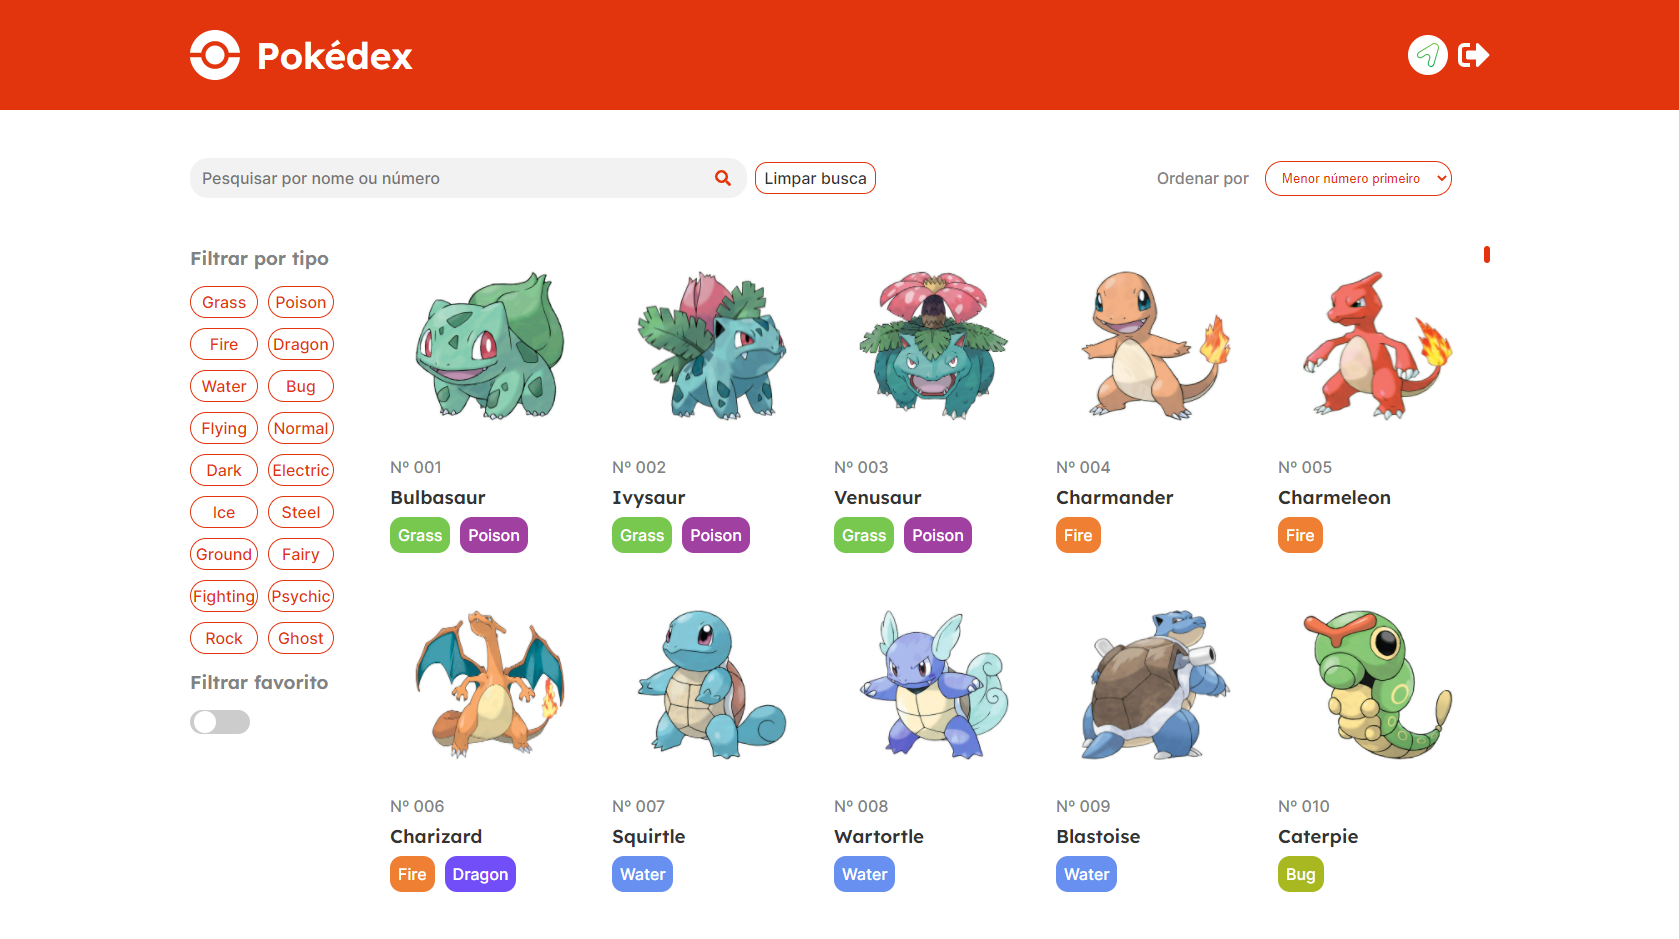 Pokédex
Pesquisar por nome ou número
Limpar busca
Ordenar por
Menor número primeiro
Filtrar por tipo
Grass Poison
Fire Dragon
Water Bug
Flying Normal
Dark Electric
Ice Steel
Ground Fairy
Fighting Psychic
Rock Ghost
Filtrar favorito
Nº 001
Bulbasaur
Grass Poison
Nº 002
Ivysaur
Grass Poison
Nº 003
Venusaur
Grass Poison
Nº 004
Charmander
Fire
Nº 005
Charmeleon
Fire
Nº 006
Charizard
Fire Dragon
Nº 007
Squirtle
Water
Nº 008
Wartortle
Water
Nº 009
Blastoise
Water
Nº 010
Caterpie
Bug